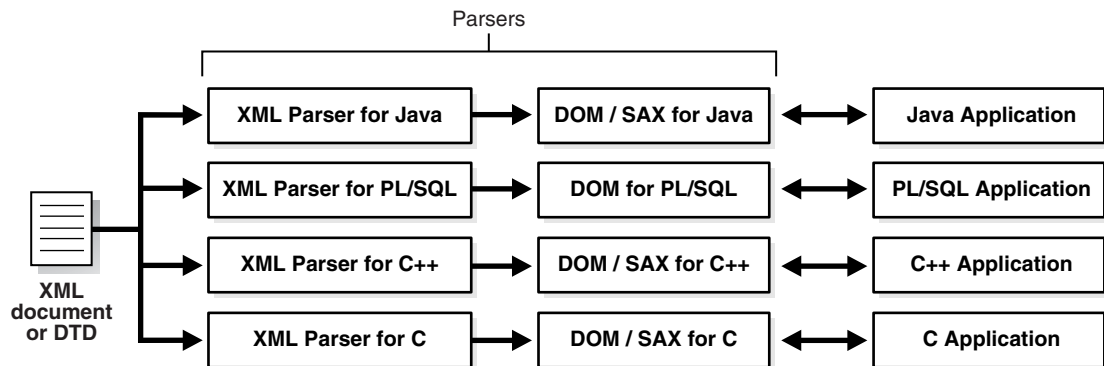 Parsers
XML Parser for Java
DOM / SAX for Java
Java Application
XML Parser for PL/SQL
DOM for PL/SQL
PL/SQL Application
XML Parser for C++
DOM / SAX for C++
C++ Application
XML
document
or DTD
XML Parser for C
DOM / SAX for C
C Application